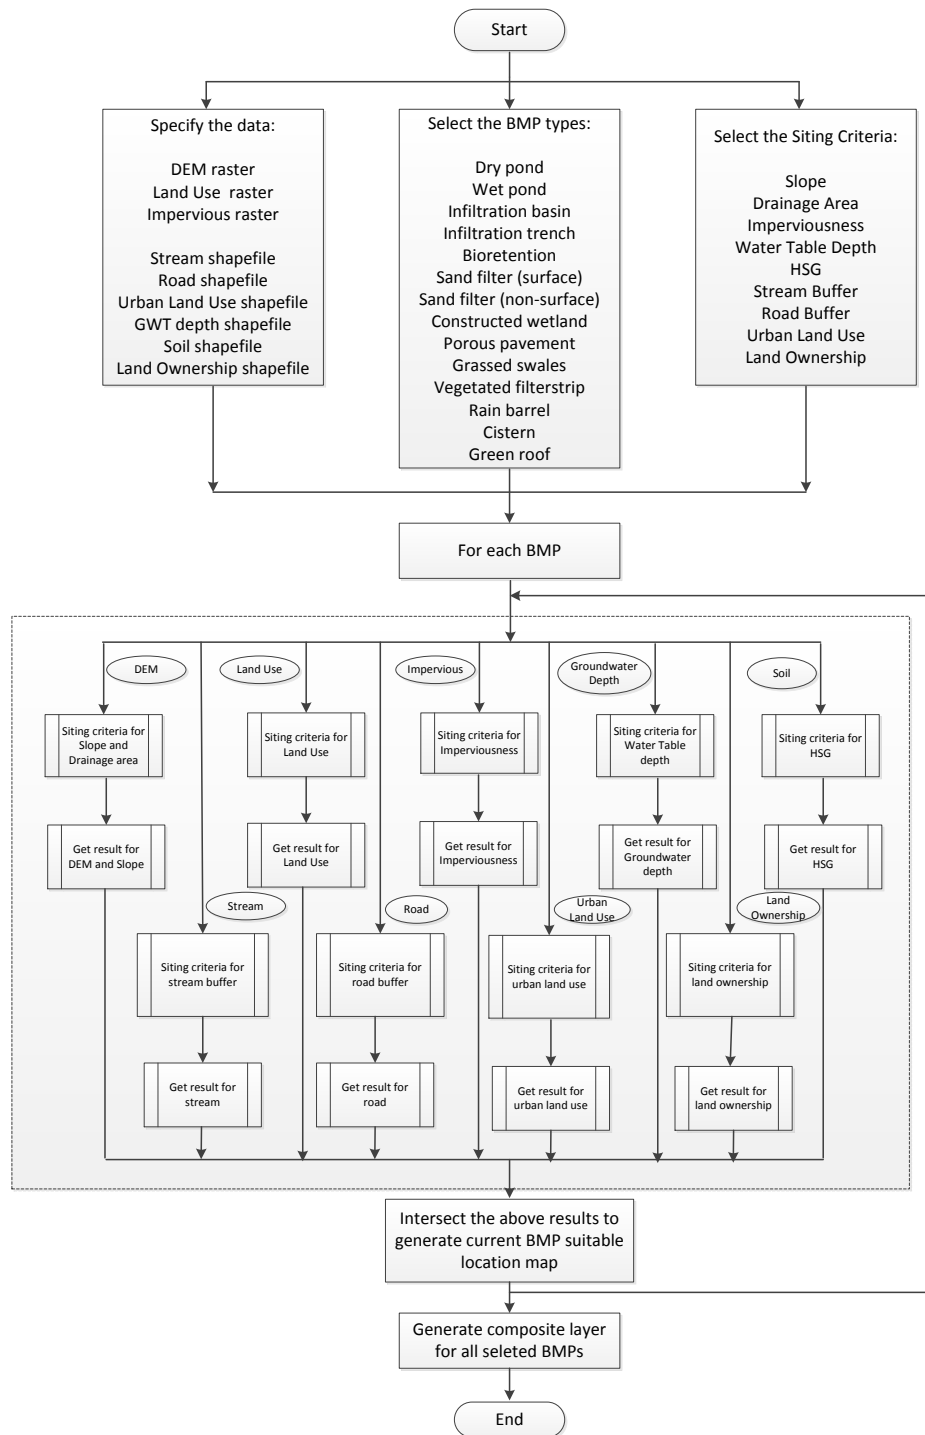 Start
Specify the data:
DEM raster
Land Use raster
Impervious raster
Stream shapefile
Road shapefile
Urban Land Use shapefile
GWT depth shapefile
Soil shapefile
Land Ownership shapefile
Select the BMP types:
Dry pond
Wet pond
Infiltration basin
Infiltration trench
Bioretention
Sand filter (surface)
Sand filter (non-surface)
Constructed wetland
Porous pavement
Grassed swales
Vegetated filterstrip
Rain barrel
Cistern
Green roof
Select the Siting Criteria:
Slope
Drainage Area
Imperviousness
Water Table Depth
HSG
Stream Buffer
Road Buffer
Urban Land Use
Land Ownership
For each BMP
DEM
Land Use
Impervious
Groundwater
Depth
Soil
Siting criteria for
Slope and
Drainage area
Siting criteria for
Land Use
Siting criteria for
Imperviousness
Siting criteria for
Water Table
depth
Siting criteria for
HSG
Get result for
DEM and Slope
Get result for
Land Use
Get result for
Imperviousness
Get result for
Groundwater
depth
Get result for
HSG
Stream
Road
Urban
Land Use
Land
Ownership
Siting criteria for
stream buffer
Siting criteria for
road buffer
Siting criteria for
urban land use
Siting criteria for
land ownership
Get result for
stream
Get result for
road
Get result for
urban land use
Get result for
land ownership
Intersect the above results to
generate current BMP suitable
location map
Generate composite layer
for all seleted BMPs
End